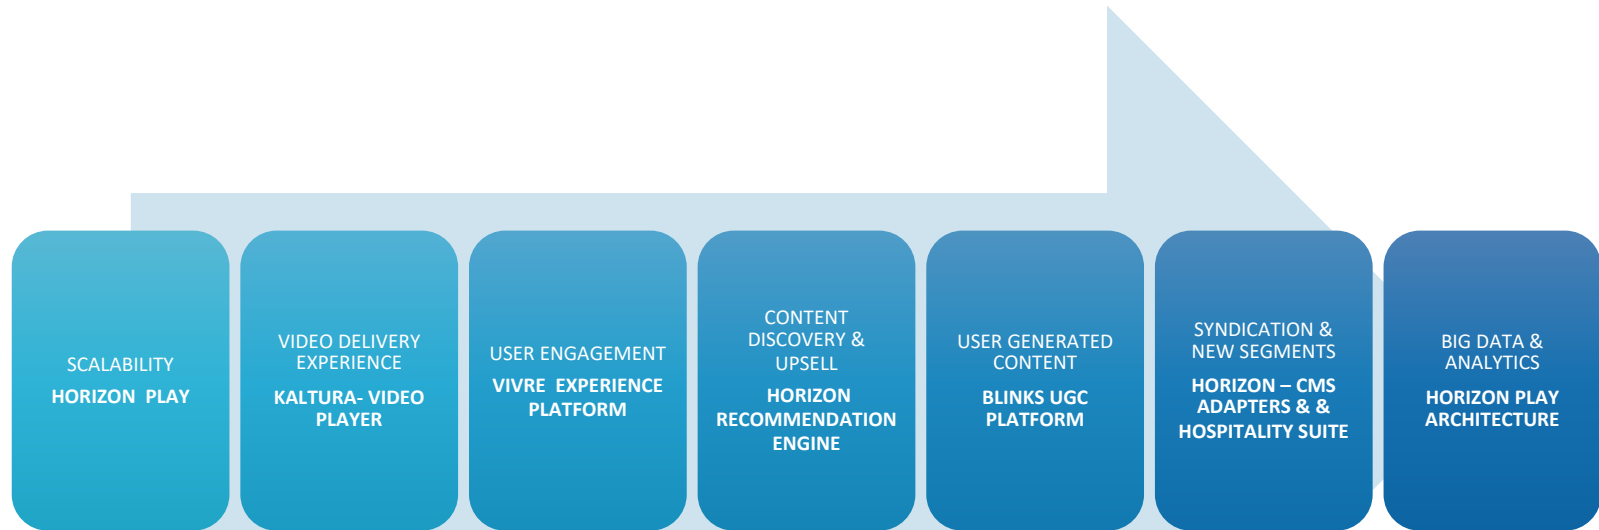 SCALABILITY
HORIZON PLAY
VIDEO DELIVERY
EXPERIENCE
KALTURA- VIDEO
PLAYER
USER ENGAGEMENT
VIVRE EXPERIENCE
PLATFORM
CONTENT
DISCOVERY &
UPSELL
HORIZON
RECOMMENDATION
ENGINE
USER GENERATED
CONTENT
BLINKS UGC
PLATFORM
SYNDICATION &
NEW SEGMENTS
HORIZON – CMS
ADAPTERS & &
HOSPITALITY SUITE
BIG DATA &
ANALYTICS
HORIZON PLAY
ARCHITECTURE